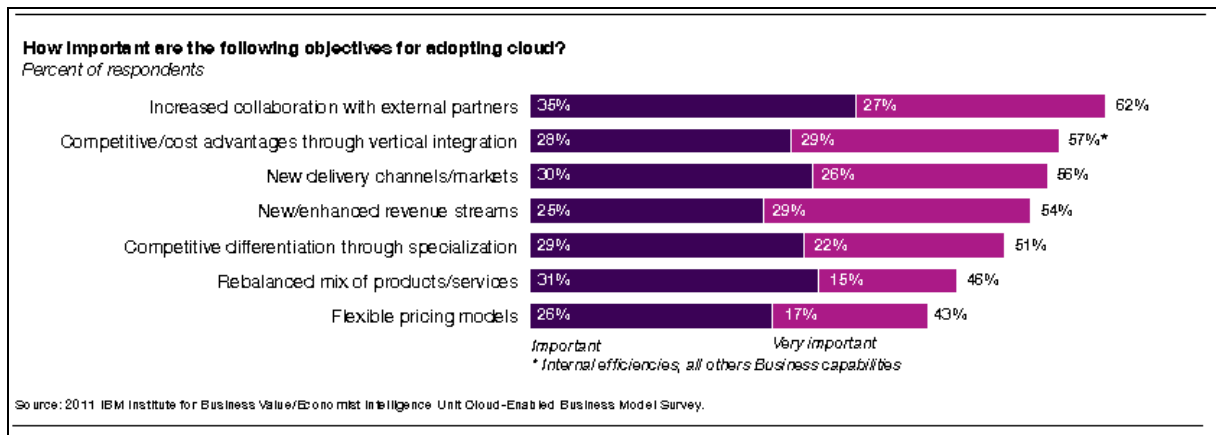 How important are the following objectives for adopting cloud?
Percent of respondents
Increased collaboration with external partners 35% 27% 62%
Competitive/cost advantages through vertical integration 28% 29% 57%*
New delivery channels/markets 30% 26% 56%
New/enhanced revenue streams 25% 29% 54%
Competitive differentiation through specialization 29% 22% 51%
Rebalanced mix of products/services 31% 15% 46%
Flexible pricing models 26% 17% 43%
Important Very important
* Internal efficiencies, all others Business capabilities
Source: 2011 IBM Institute for Business Value/Economist Intelligence Unit Cloud-Enabled Business Model Survey.